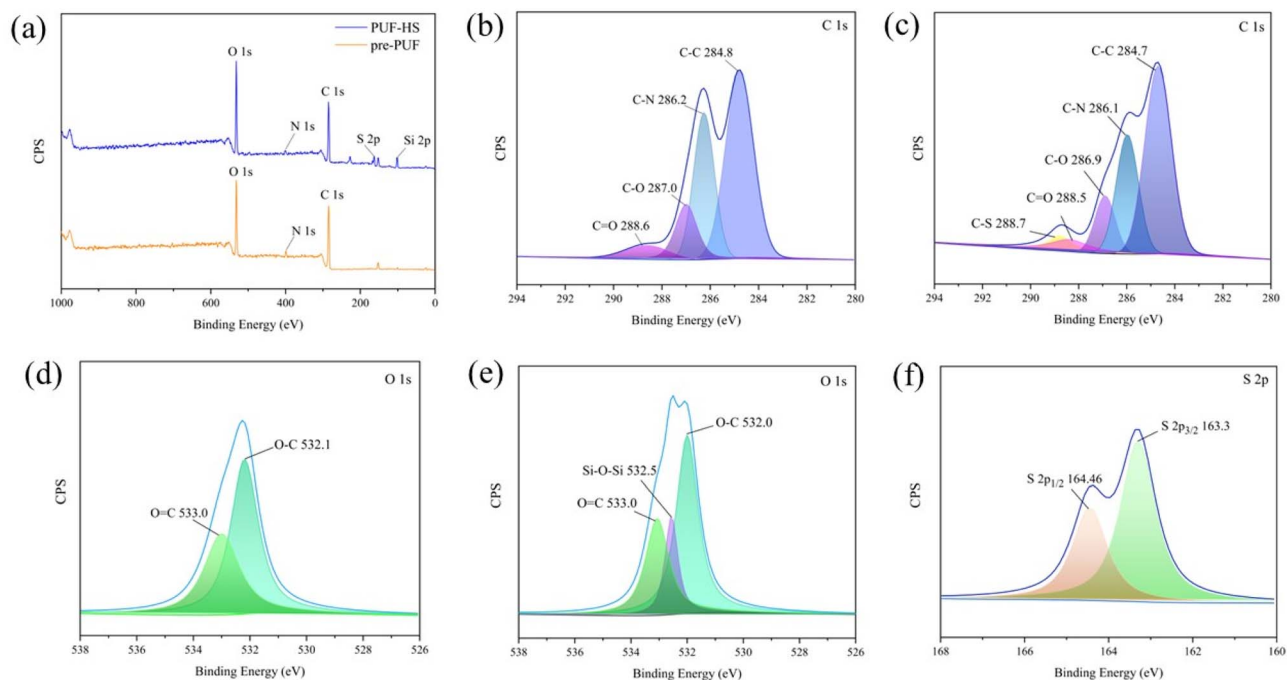 (a)
PUF-HS
pre-PUF
O 1s
C 1s
N 1s
S 2p
Si 2p
O 1s
C 1s
N 1s
CPS
1000 800 600 400 200 0
Binding Energy (eV)
(b)
C 1s
C-C 284.8
C-N 286.2
C-O 287.0
C=O 288.6
CPS
294 292 290 288 286 284 282 280
Binding Energy (eV)
(c)
C 1s
C-C 284.7
C-N 286.1
C-O 286.9
C=O 288.5
C-S 288.7
CPS
294 292 290 288 286 284 282 280
Binding Energy (eV)
(d)
O 1s
O-C 532.1
O=C 533.0
CPS
538 536 534 532 530 528 526
Binding Energy (eV)
(e)
O 1s
O-C 532.0
Si-O-Si 532.5
O=C 533.0
CPS
538 536 534 532 530 528 526
Binding Energy (eV)
(f)
S 2p
S 2p3/2 163.3
S 2p1/2 164.46
CPS
168 166 164 162 160
Binding Energy (eV)